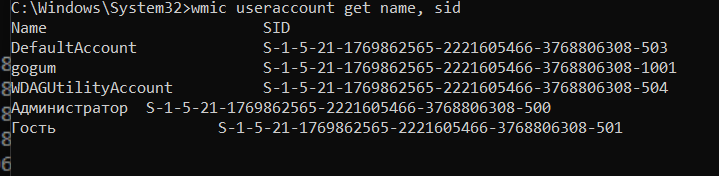 C:\Windows\System32>wmic useraccount get name, sid
Name SID
DefaultAccount S-1-5-21-1769862565-2221605466-3768806308-503
gogum S-1-5-21-1769862565-2221605466-3768806308-1001
WDAGUtilityAccount S-1-5-21-1769862565-2221605466-3768806308-504
Администратор S-1-5-21-1769862565-2221605466-3768806308-500
Гость S-1-5-21-1769862565-2221605466-3768806308-501